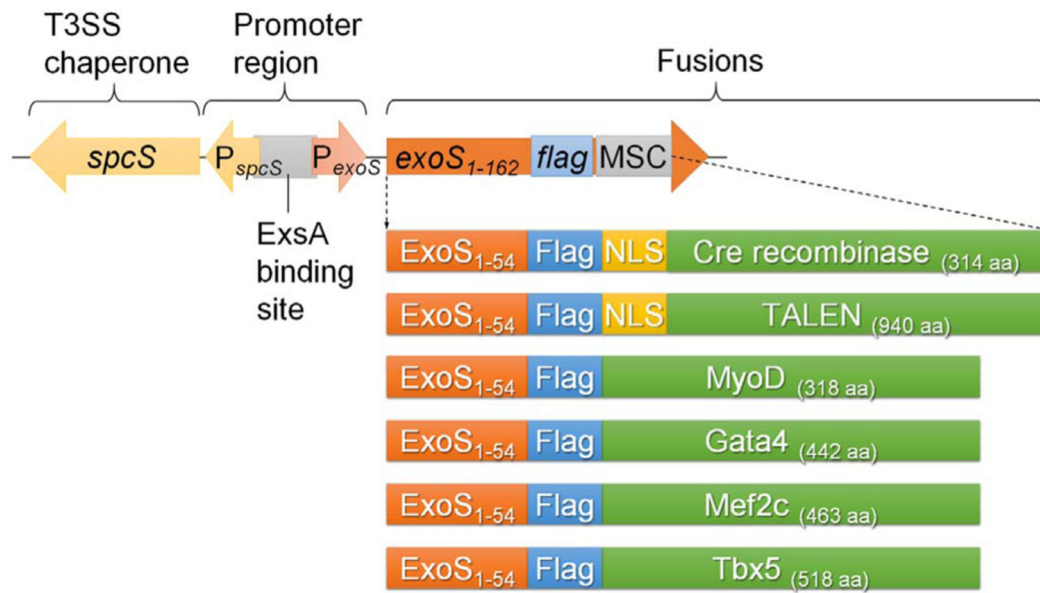 T3SS
chaperone
Promoter
region
Fusions
spcS
PspcS
PexoS
exoS1-162
flag
MSC
ExsA
binding
site
ExoS1-54 Flag NLS Cre recombinase (314 aa)
ExoS1-54 Flag NLS TALEN (940 aa)
ExoS1-54 Flag MyoD (318 aa)
ExoS1-54 Flag Gata4 (442 aa)
ExoS1-54 Flag Mef2c (463 aa)
ExoS1-54 Flag Tbx5 (518 aa)